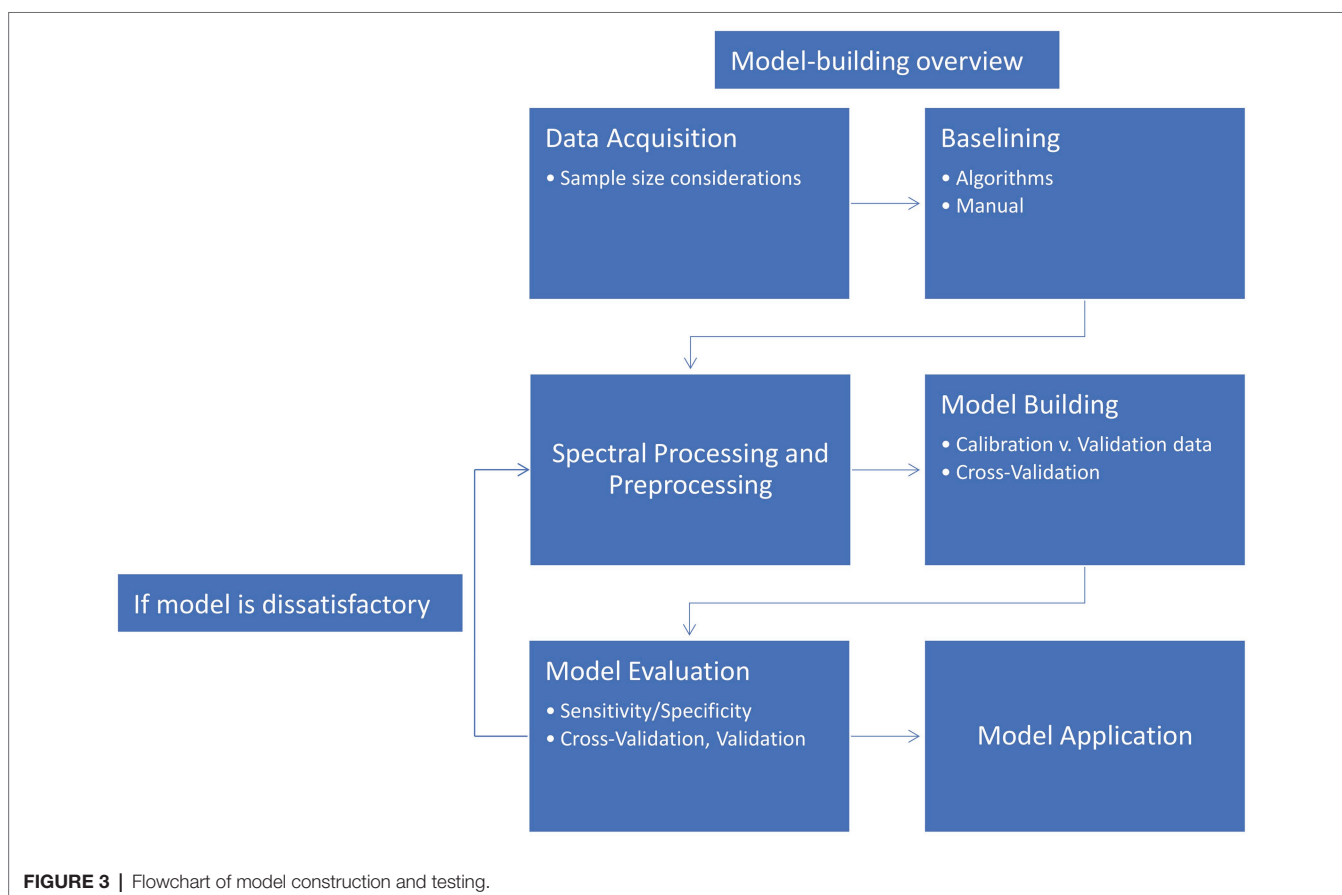 Model-building overview
Data Acquisition
• Sample size considerations
Baselining
• Algorithms
• Manual
Spectral Processing and
Preprocessing
Model Building
• Calibration v. Validation data
• Cross-Validation
If model is dissatisfactory
Model Evaluation
• Sensitivity/Specificity
• Cross-Validation, Validation
Model Application
FIGURE 3 | Flowchart of model construction and testing.